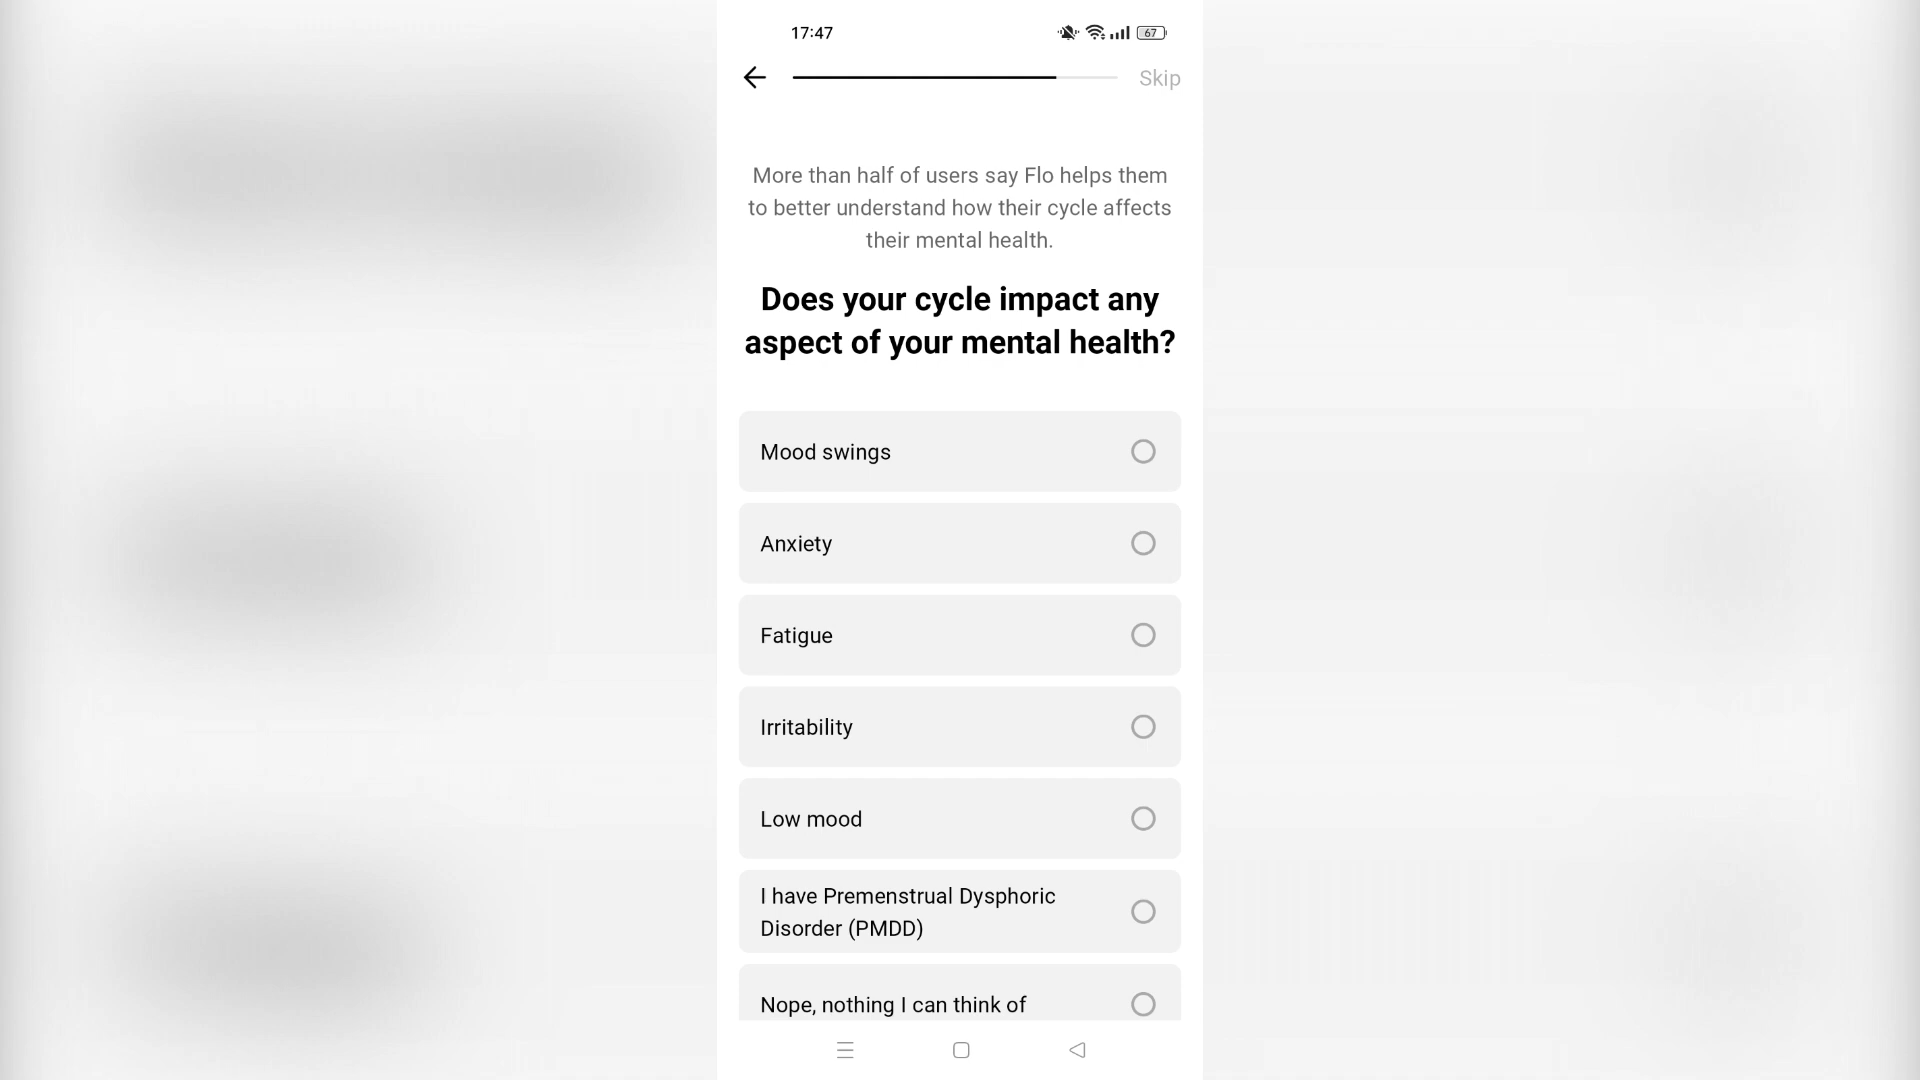 17:47
67
Skip
More than half of users say Flo helps them
to better understand how their cycle affects
their mental health.
Does your cycle impact any
aspect of your mental health?
Mood swings
Anxiety
Fatigue
Irritability
Low mood
I have Premenstrual Dysphoric
Disorder (PMDD)
Nope, nothing I can think of